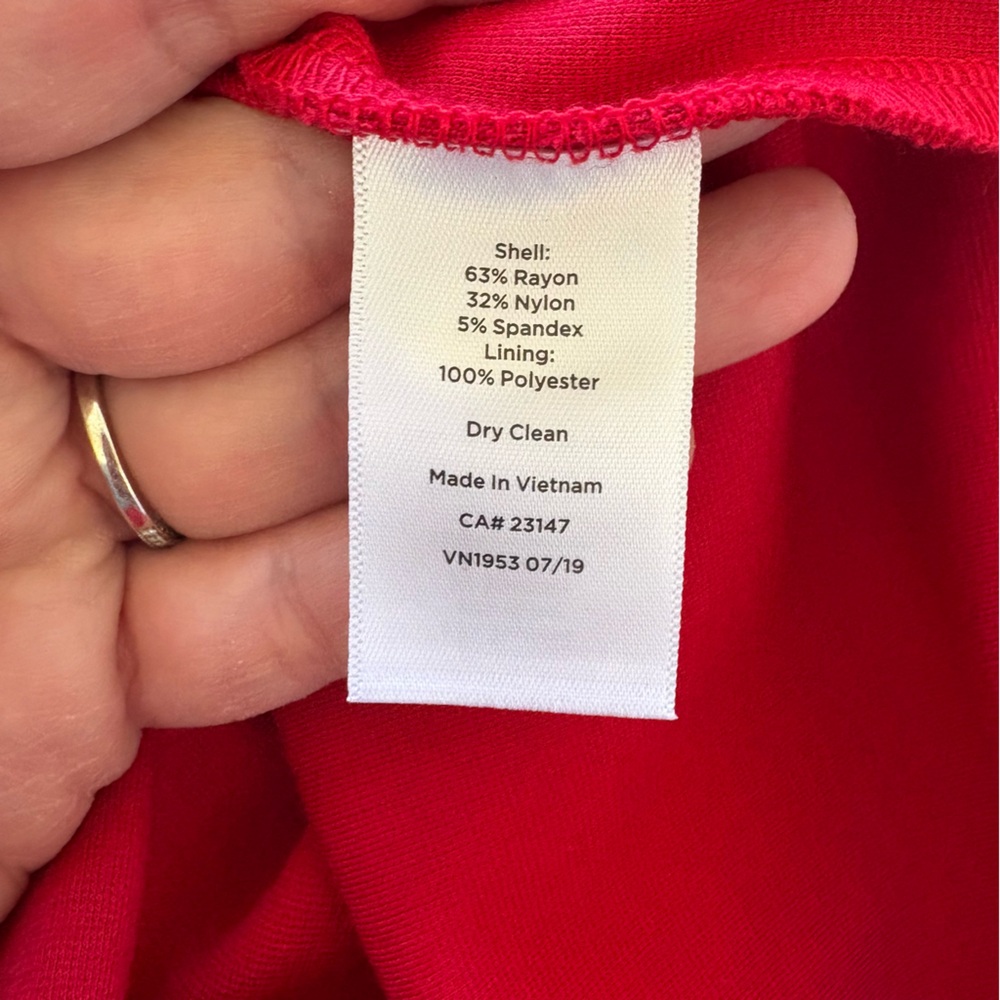 Shell:
63% Rayon
32% Nylon
5% Spandex
Lining:
100% Polyester
Dry Clean
Made In Vietnam
CA# 23147
VN1953 07/19